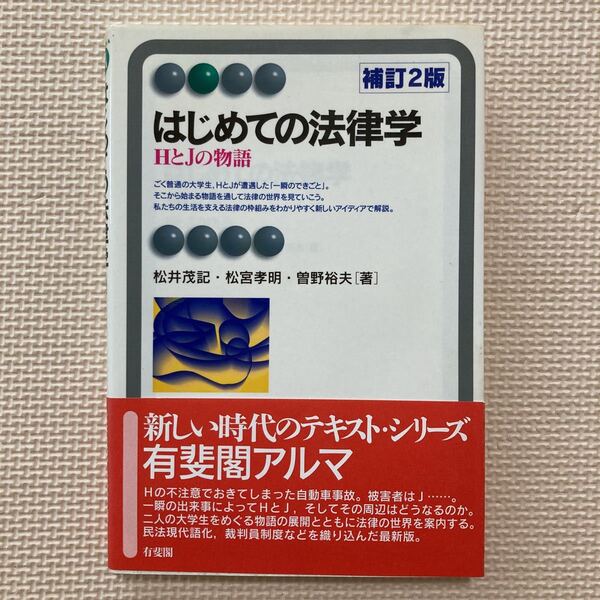 補訂2版
はじめての法律学
HとJの物語
ごく普通の大学生、HとJが遭遇した「一瞬のできごと」。
そこから始まる物語を通して法律の世界を見ていこう。
私たちの生活を支える法律の枠組みをわかりやすく新しいアイディアで解説。
松井茂記・松宮孝明・曽野裕夫[著]
新しい時代のテキスト・シリーズ
有斐閣アルマ
Hの不注意でおきてしまった自動車事故。被害者はJ……。
一瞬の出来事によってHとJ，そしてその周辺はどうなるのか。
二人の大学生をめぐる物語の展開とともに法律の世界を案内する。
民法現代語化，裁判員制度などを織り込んだ最新版。
有斐閣